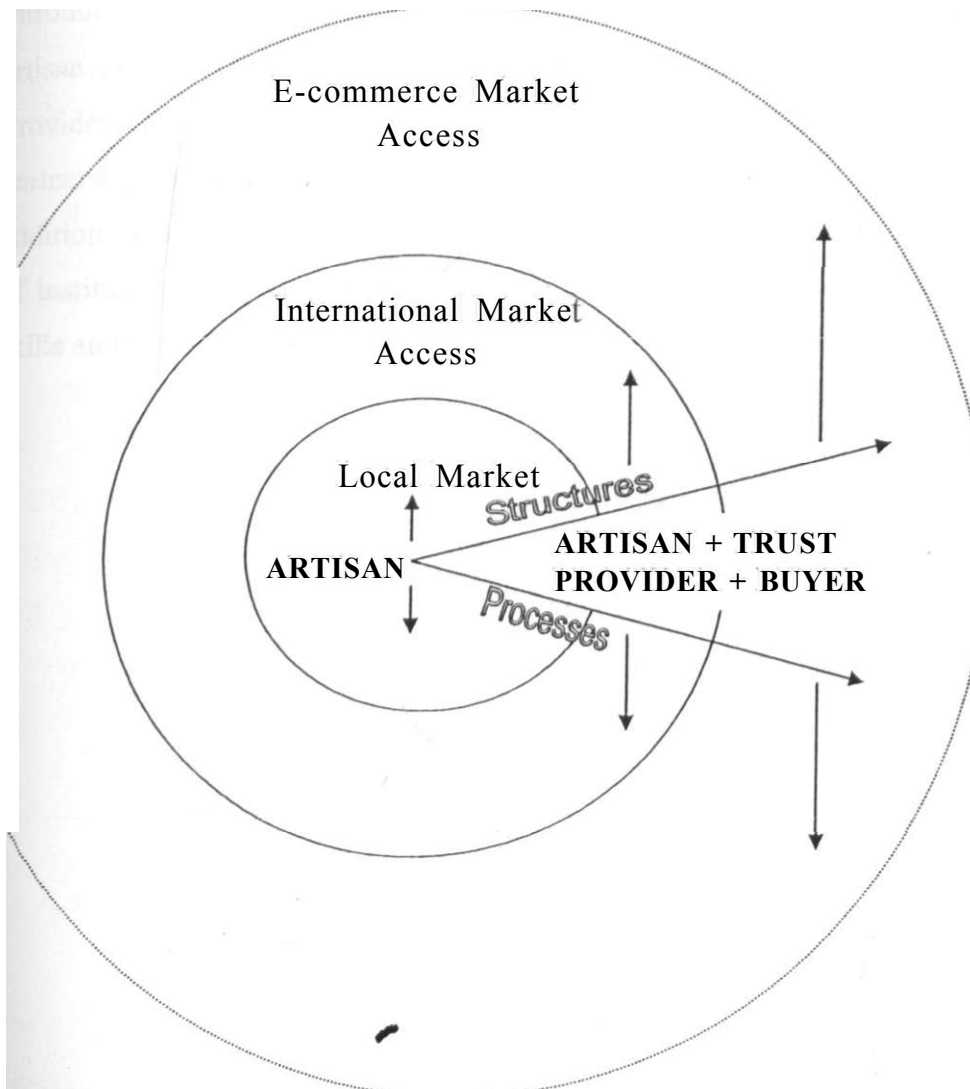 E-commerce Market
Access
International Market
Access
Local Market
Structures
ARTISAN
ARTISAN + TRUST
PROVIDER + BUYER
Processes